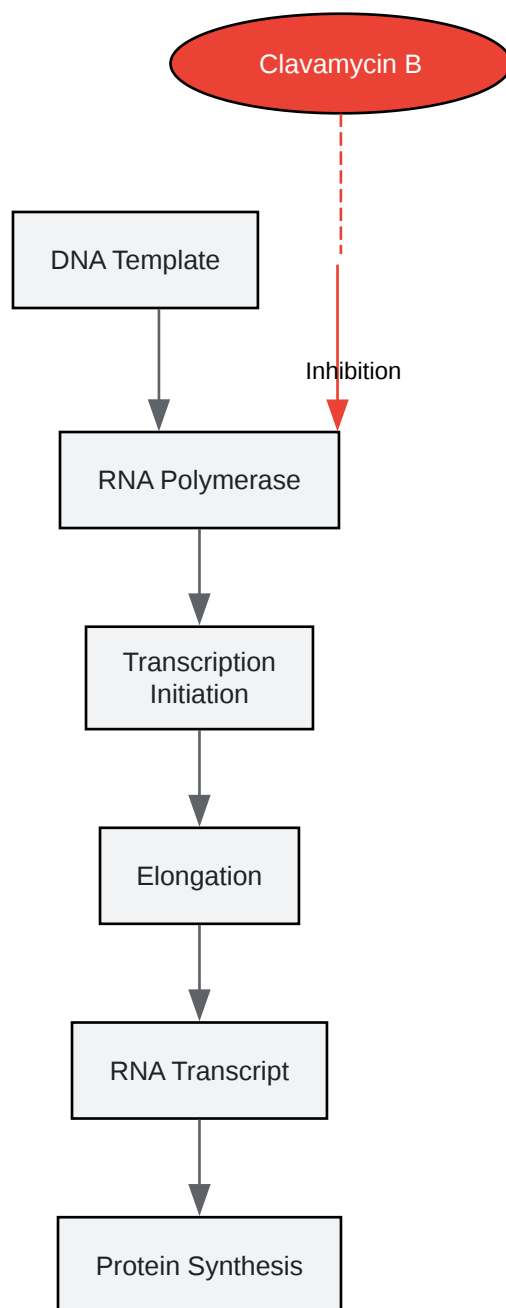 Clavamycin B
DNA Template
Inhibition
RNA Polymerase
Transcription
Initiation
Elongation
RNA Transcript
Protein Synthesis